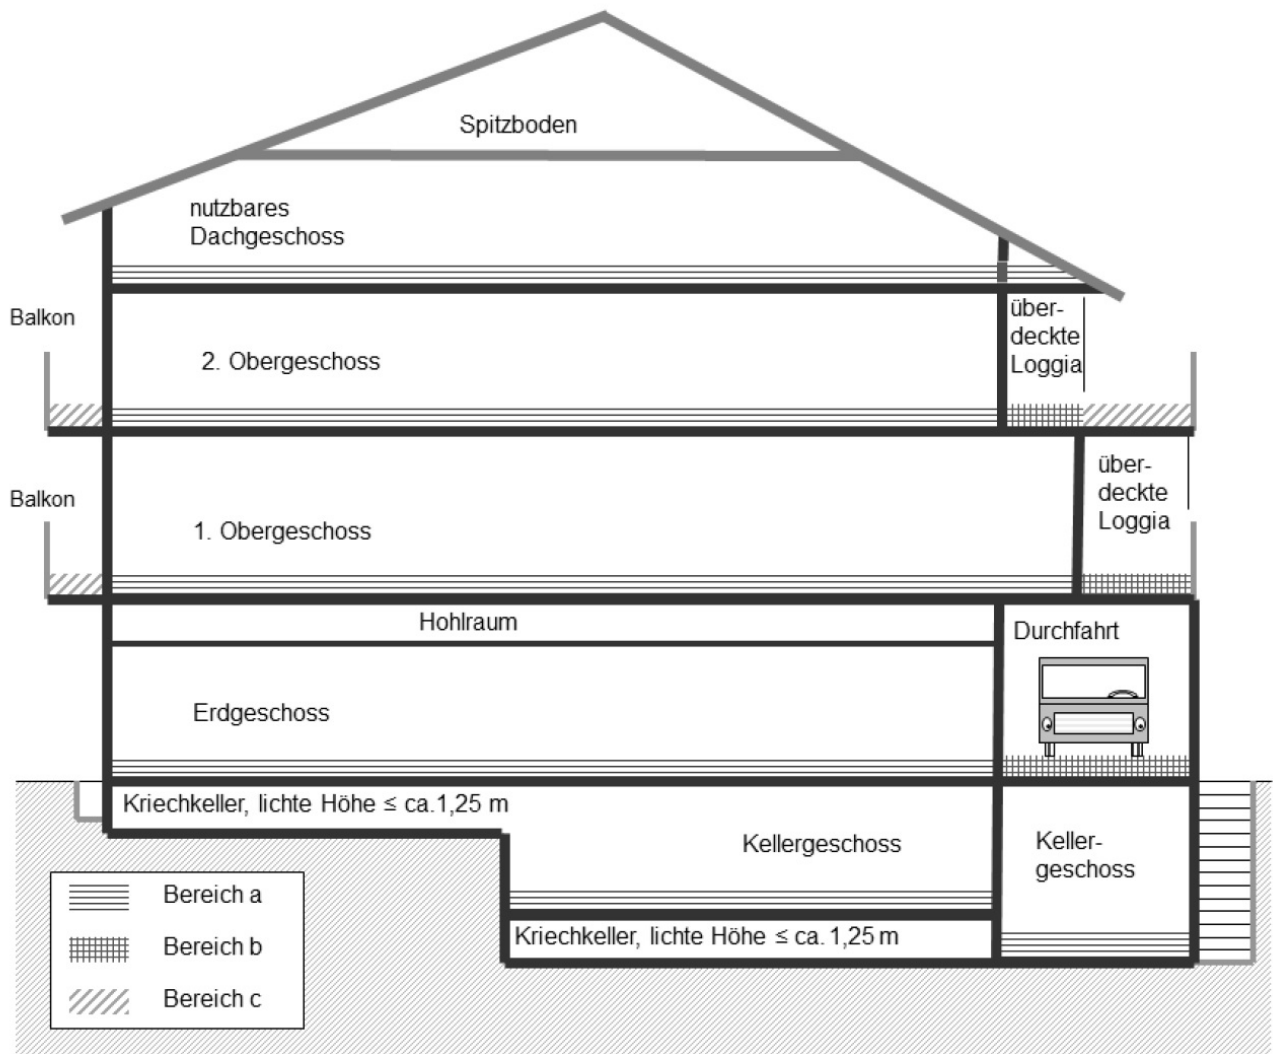 Spitzboden
nutzbares
Dachgeschoss
Balkon
2. Obergeschoss
über-
deckte
Loggia
Balkon
1. Obergeschoss
über-
deckte
Loggia
Hohlraum
Durchfahrt
Erdgeschoss
Kriechkeller, lichte Höhe ≤ ca.1,25 m
Kellergeschoss
Keller-
geschoss
Kriechkeller, lichte Höhe ≤ ca. 1,25 m
Bereich a
Bereich b
Bereich c